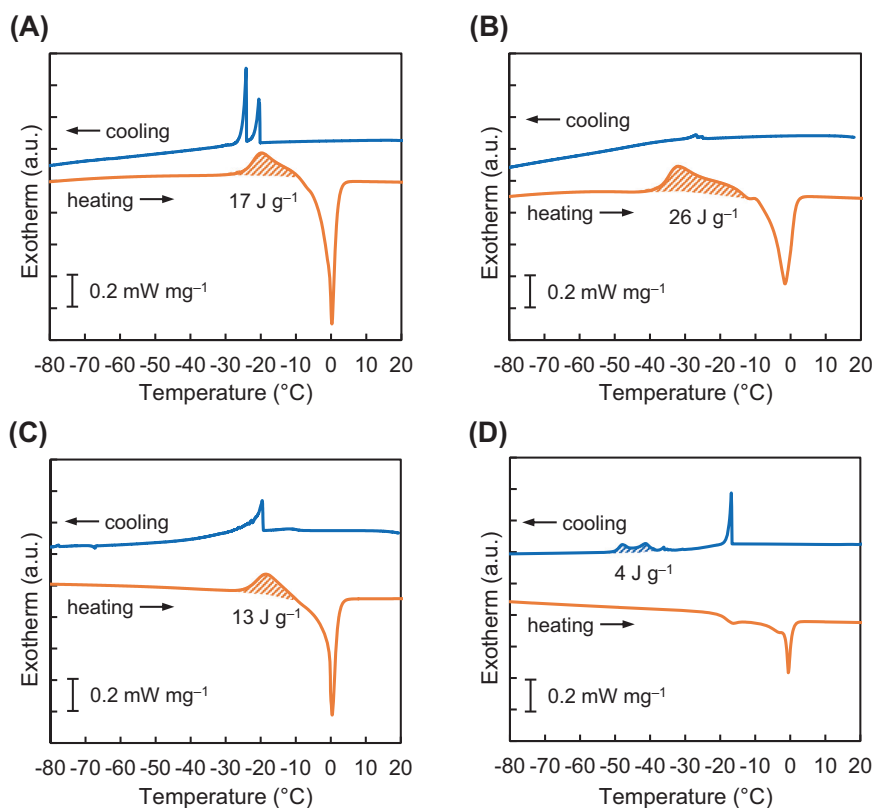 (A)
Exotherm (a.u.)
cooling
heating
17 J g⁻¹
0.2 mW mg⁻¹
-80 -70 -60 -50 -40 -30 -20 -10 0 10 20
Temperature (°C)
(B)
Exotherm (a.u.)
cooling
heating
26 J g⁻¹
0.2 mW mg⁻¹
-80 -70 -60 -50 -40 -30 -20 -10 0 10 20
Temperature (°C)
(C)
Exotherm (a.u.)
cooling
heating
13 J g⁻¹
0.2 mW mg⁻¹
-80 -70 -60 -50 -40 -30 -20 -10 0 10 20
Temperature (°C)
(D)
Exotherm (a.u.)
cooling
4 J g⁻¹
heating
0.2 mW mg⁻¹
-80 -70 -60 -50 -40 -30 -20 -10 0 10 20
Temperature (°C)